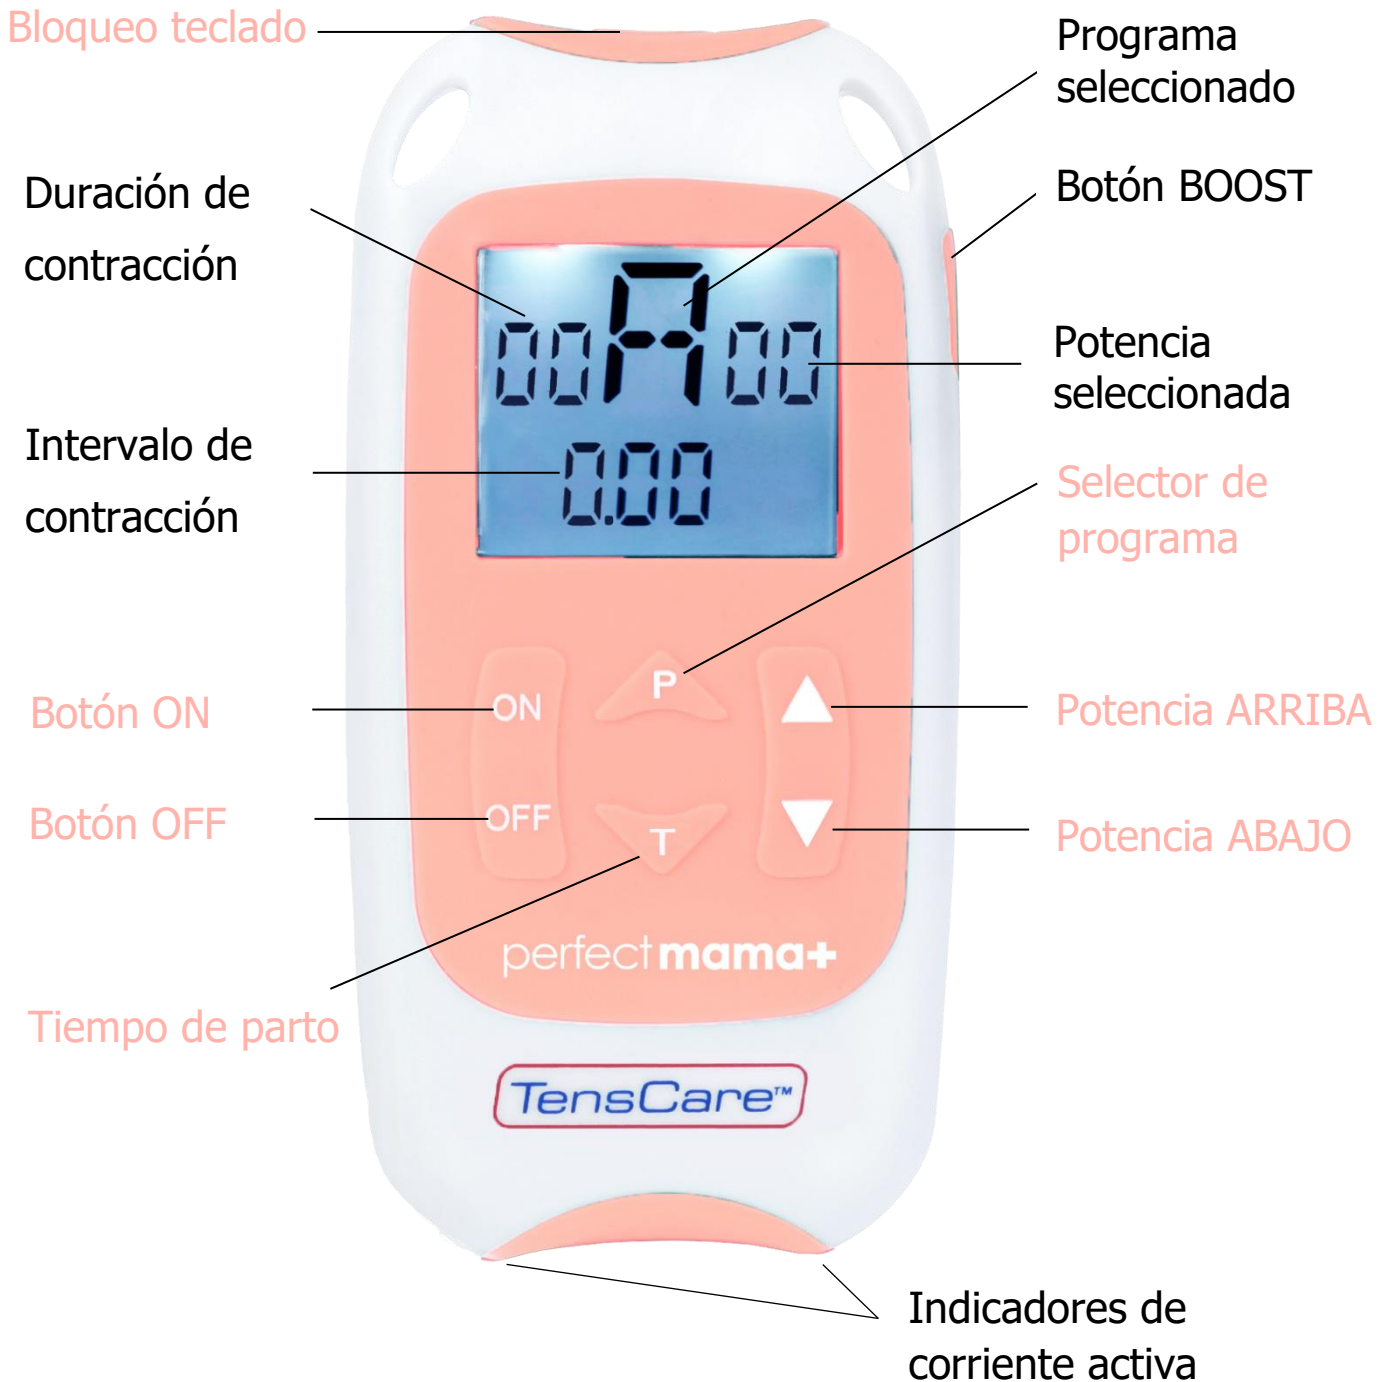 Bloqueo teclado
Programa
seleccionado
Duración de
contracción
Botón BOOST
00 A 00
Potencia
seleccionada
Intervalo de
contracción
0.00
Selector de
programa
Botón ON
ON
P
Potencia ARRIBA
Botón OFF
OFF
T
Potencia ABAJO
perfect mama+
Tiempo de parto
TensCare™
Indicadores de
corriente activa